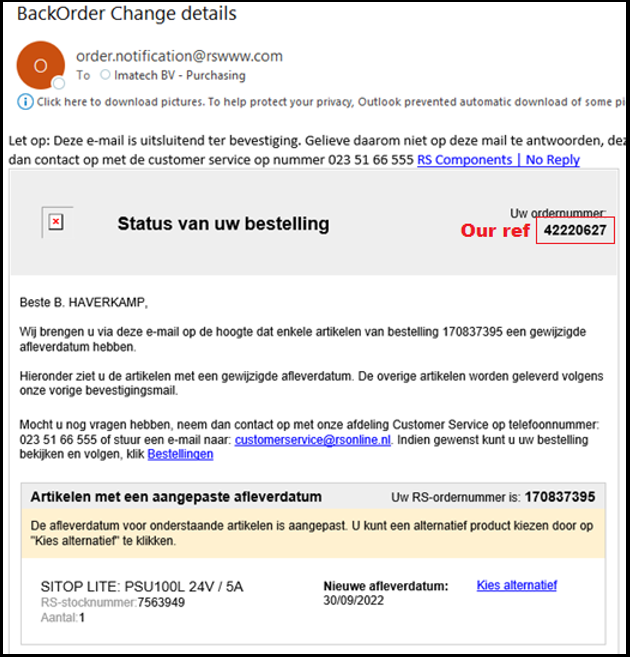 BackOrder Change details
O
order.notification@rswww.com
To Imatech BV - Purchasing
Click here to download pictures. To help protect your privacy, Outlook prevented automatic download of some pi
Let op: Deze e-mail is uitsluitend ter bevestiging. Gelieve daarom niet op deze mail te antwoorden, dez
dan contact op met de customer service op nummer 023 51 66 555 RS Components | No Reply
Status van uw bestelling
Uw ordernummer:
Our ref 42220627
Beste B. HAVERKAMP,
Wij brengen u via deze e-mail op de hoogte dat enkele artikelen van bestelling 170837395 een gewijzigde
afleverdatum hebben.
Hieronder ziet u de artikelen met een gewijzigde afleverdatum. De overige artikelen worden geleverd volgens
onze vorige bevestigingsmail.
Mocht u nog vragen hebben, neem dan contact op met onze afdeling Customer Service op telefoonnummer:
023 51 66 555 of stuur een e-mail naar: customerservice@rsonline.nl. Indien gewenst kunt u uw bestelling
bekijken en volgen, klik Bestellingen
Artikelen met een aangepaste afleverdatum Uw RS-ordernummer is: 170837395
De afleverdatum voor onderstaande artikelen is aangepast. U kunt een alternatief product kiezen door op
"Kies alternatief" te klikken.
SITOP LITE: PSU100L 24V / 5A Nieuwe afleverdatum: Kies alternatief
RS-stocknummer:7563949 30/09/2022
Aantal:1